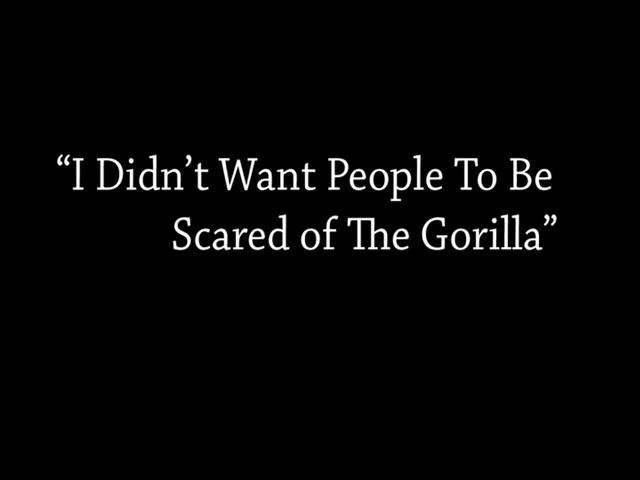 “I Didn’t Want People To Be
Scared of The Gorilla”